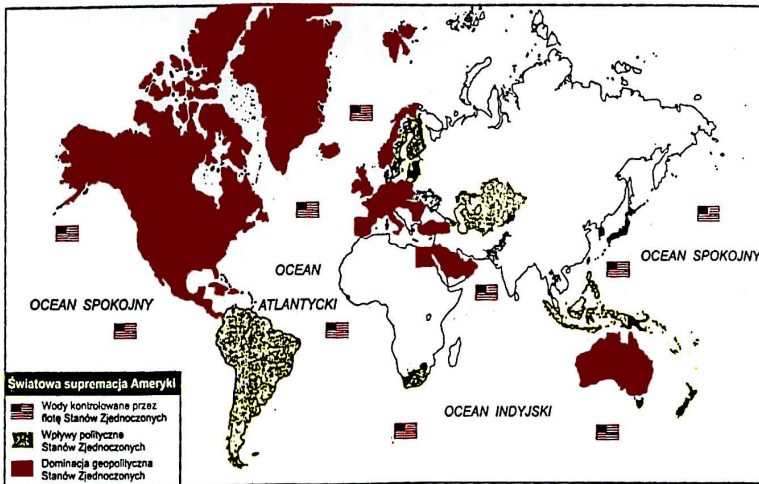 OCEAN SPOKOJNY
OCEAN
ATLANTYCKI
OCEAN SPOKOJNY
OCEAN INDYJSKI
Światowa supremacja Ameryki
Wody kontrolowane przez
flotę Stanów Zjednoczonych
Wpływy polityczne
Stanów Zjednoczonych
Dominacja geopolityczna
Stanów Zjednoczonych